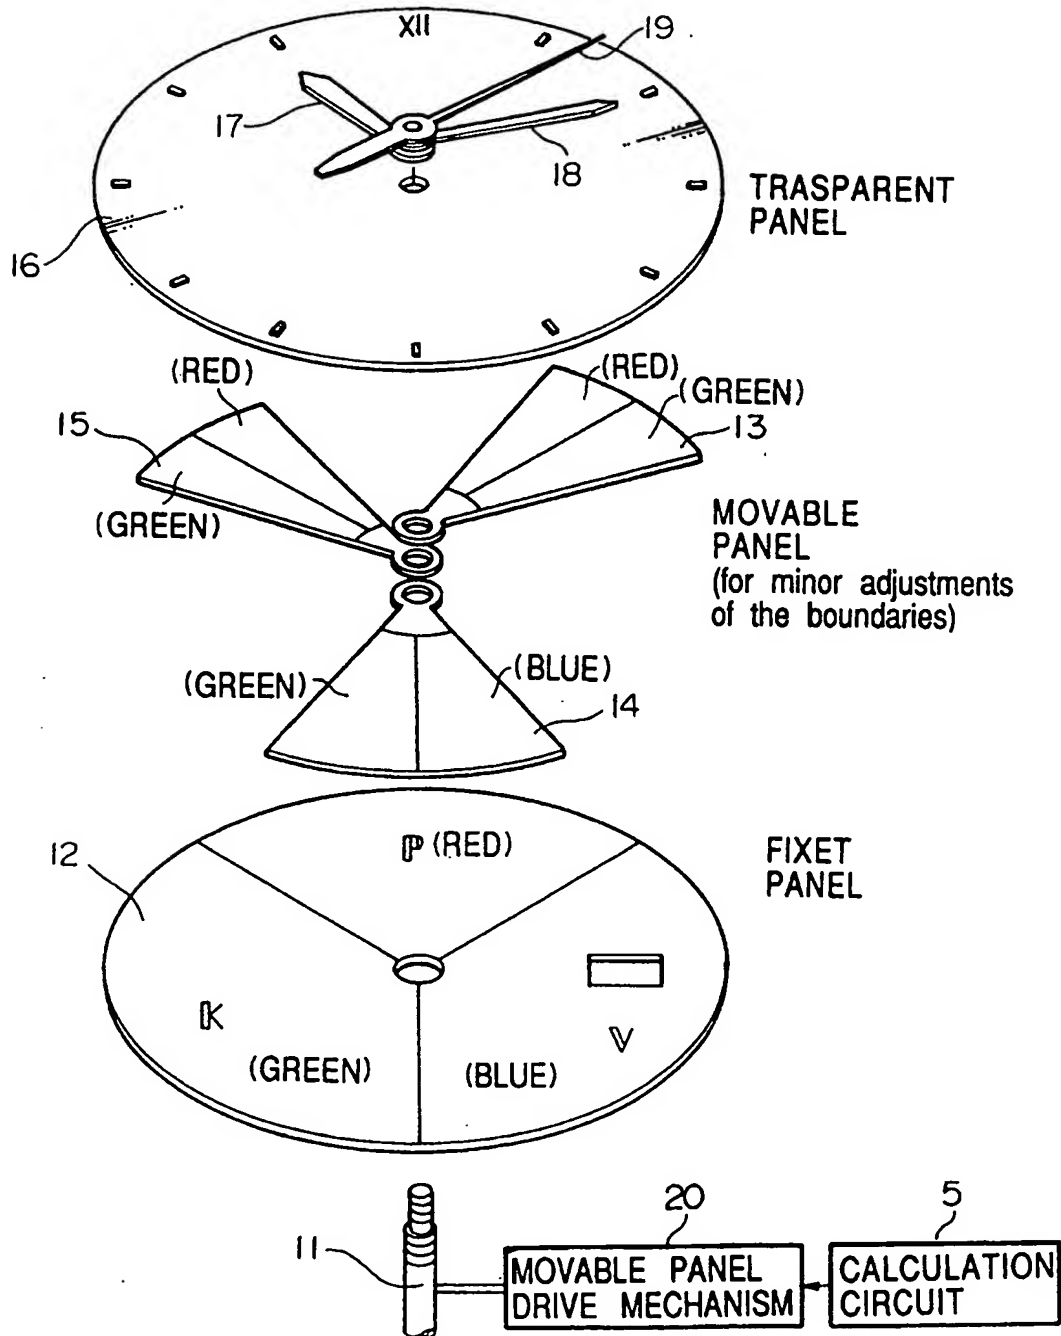 XII
19
17
18
TRASPARENT
PANEL
16
(RED)
(RED)
(GREEN)
15
13
(GREEN)
MOVABLE
PANEL
(for minor adjustments
of the boundaries)
(GREEN)
(BLUE)
14
12
P (RED)
FIXET
PANEL
K
V
(GREEN)
(BLUE)
20
5
11
MOVABLE PANEL
DRIVE MECHANISM
CALCULATION
CIRCUIT